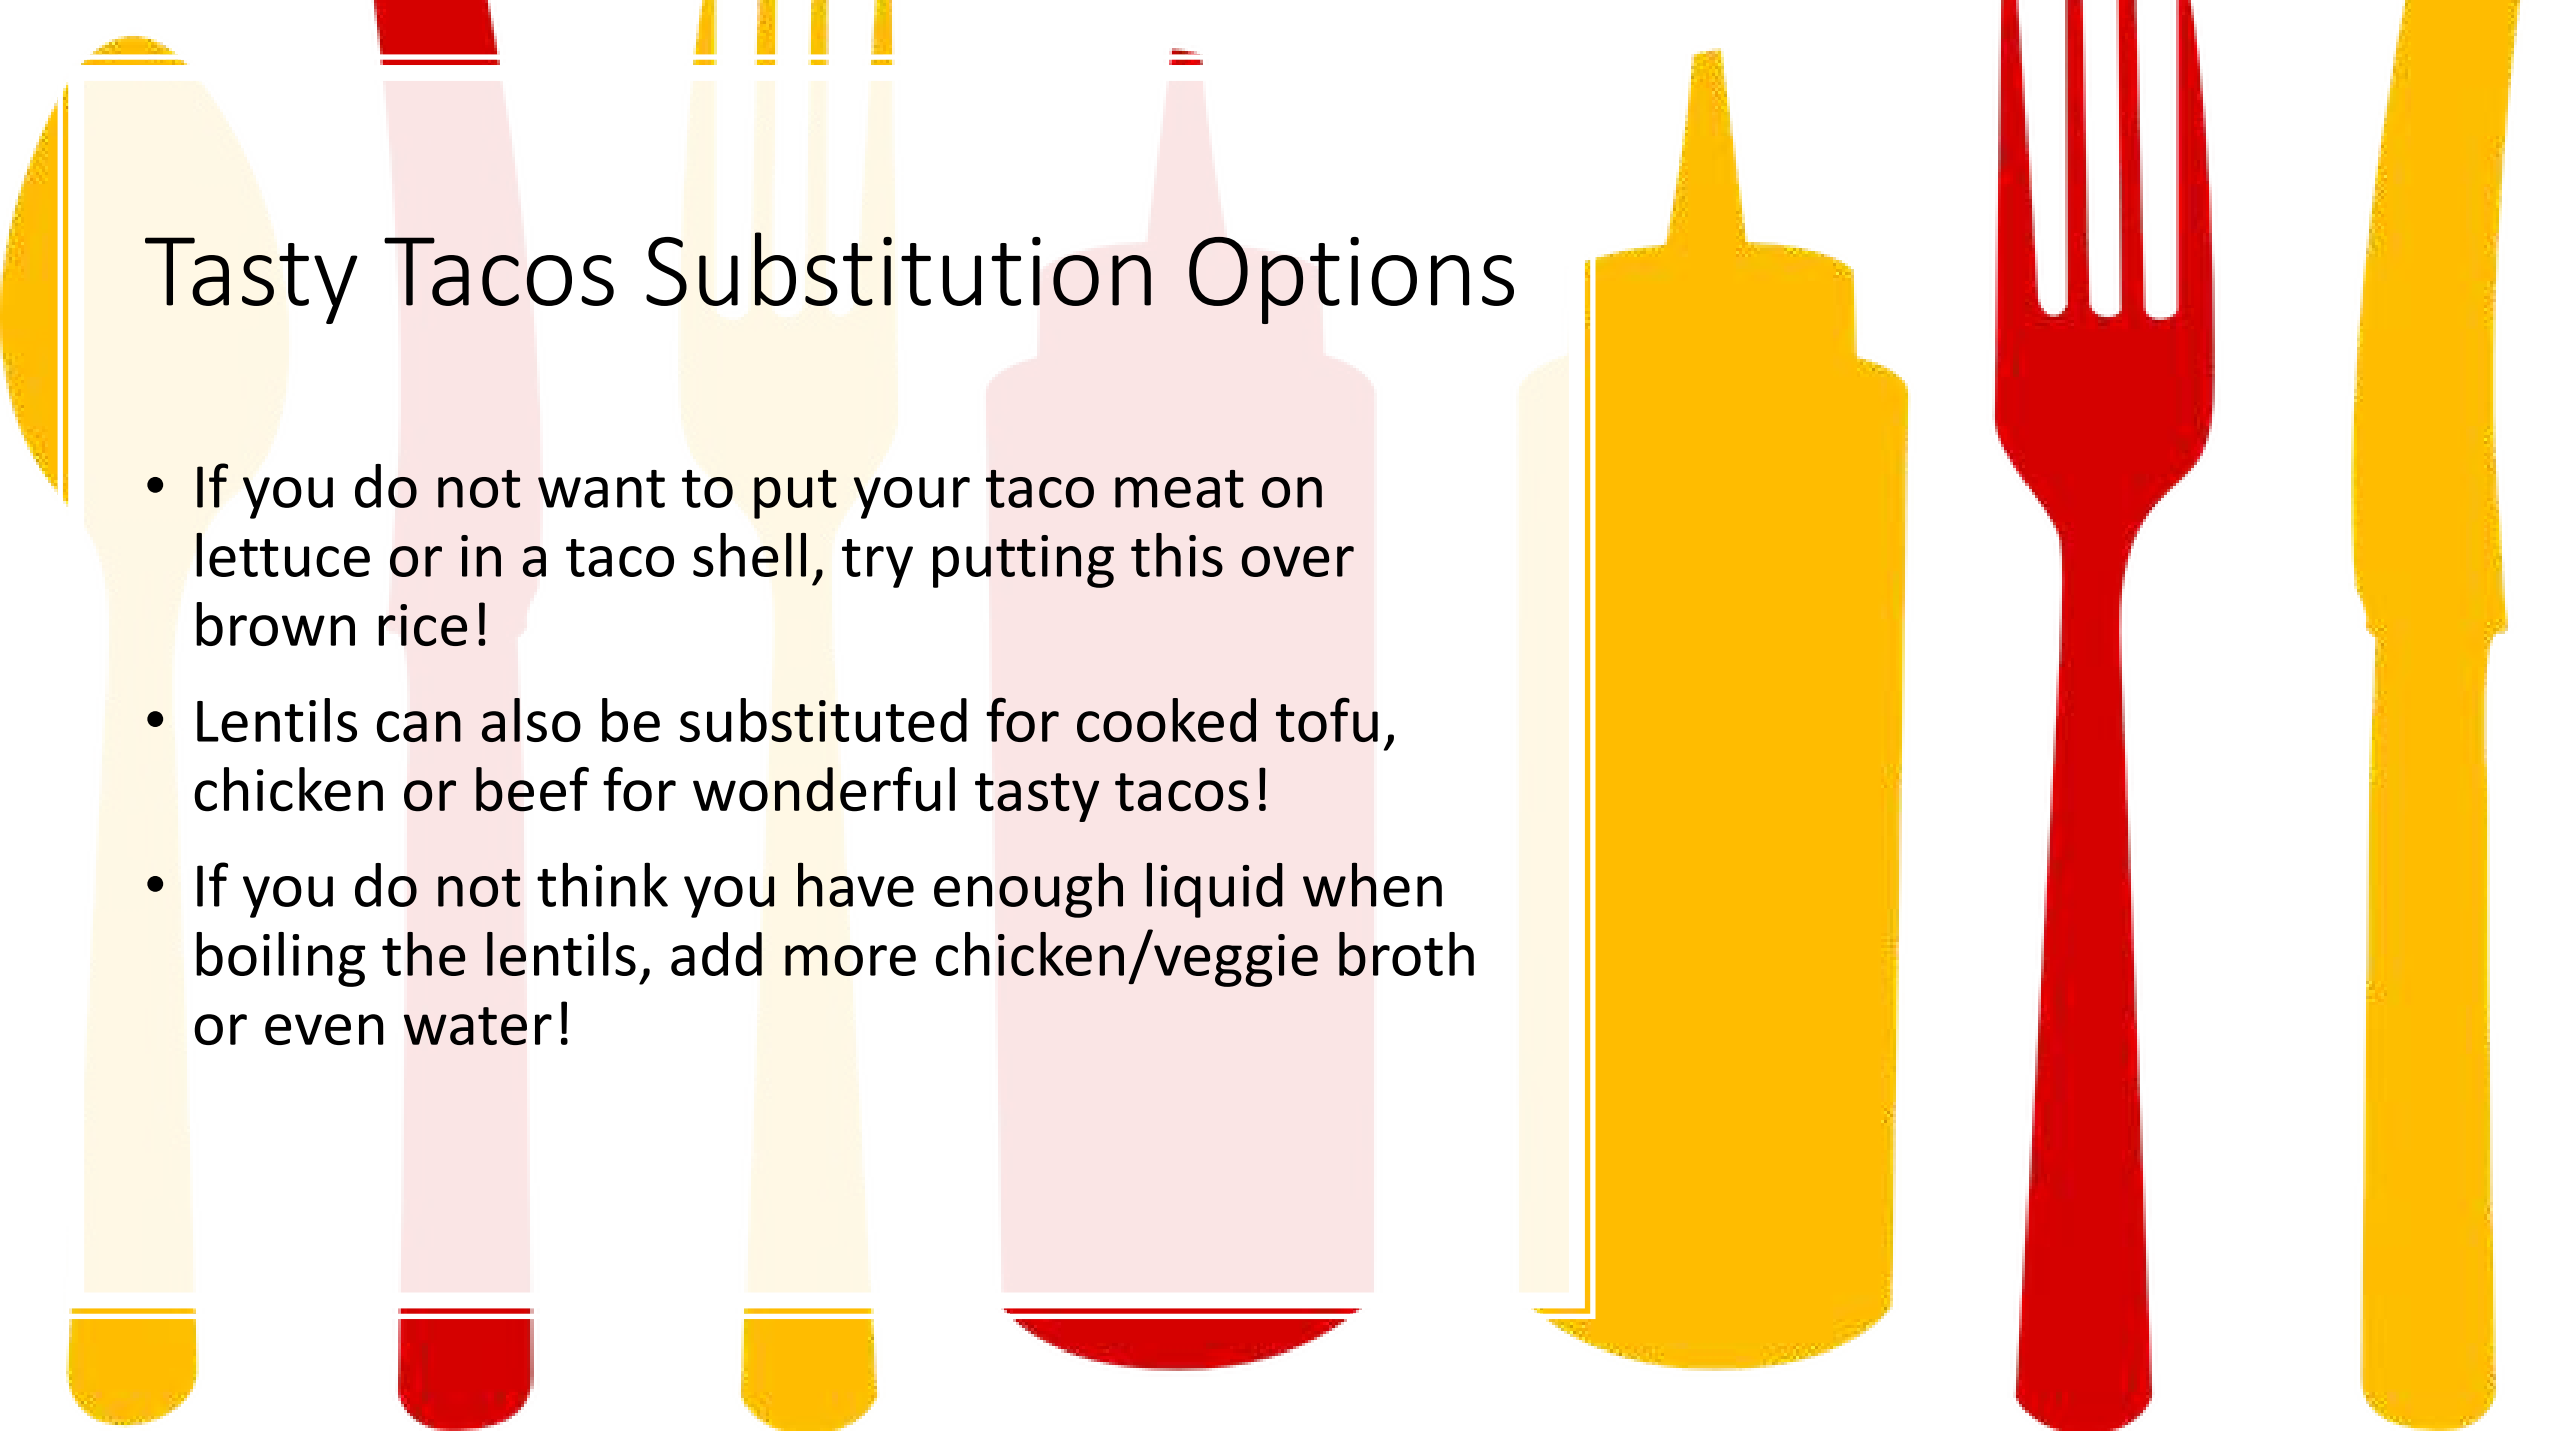 Tasty Tacos Substitution Options
• If you do not want to put your taco meat on
lettuce or in a taco shell, try putting this over
brown rice!
• Lentils can also be substituted for cooked tofu,
chicken or beef for wonderful tasty tacos!
• If you do not think you have enough liquid when
boiling the lentils, add more chicken/veggie broth
or even water!